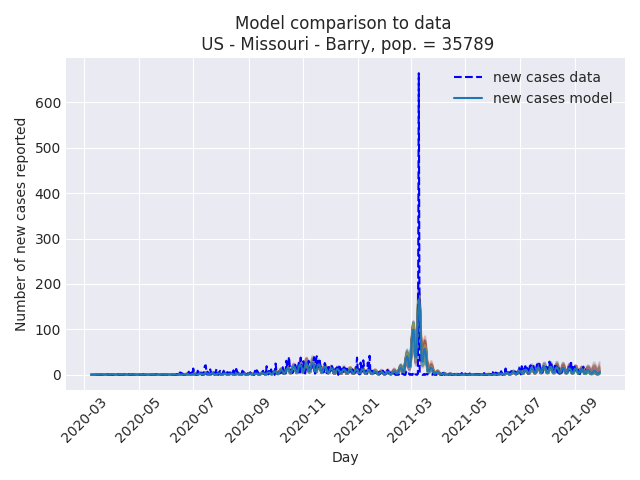 Model comparison to data
US - Missouri - Barry, pop. = 35789
new cases data
new cases model
Number of new cases reported
600
500
400
300
200
100
0
2020-03
2020-05
2020-07
2020-09
2020-11
2021-01
2021-03
2021-05
2021-07
2021-09
Day